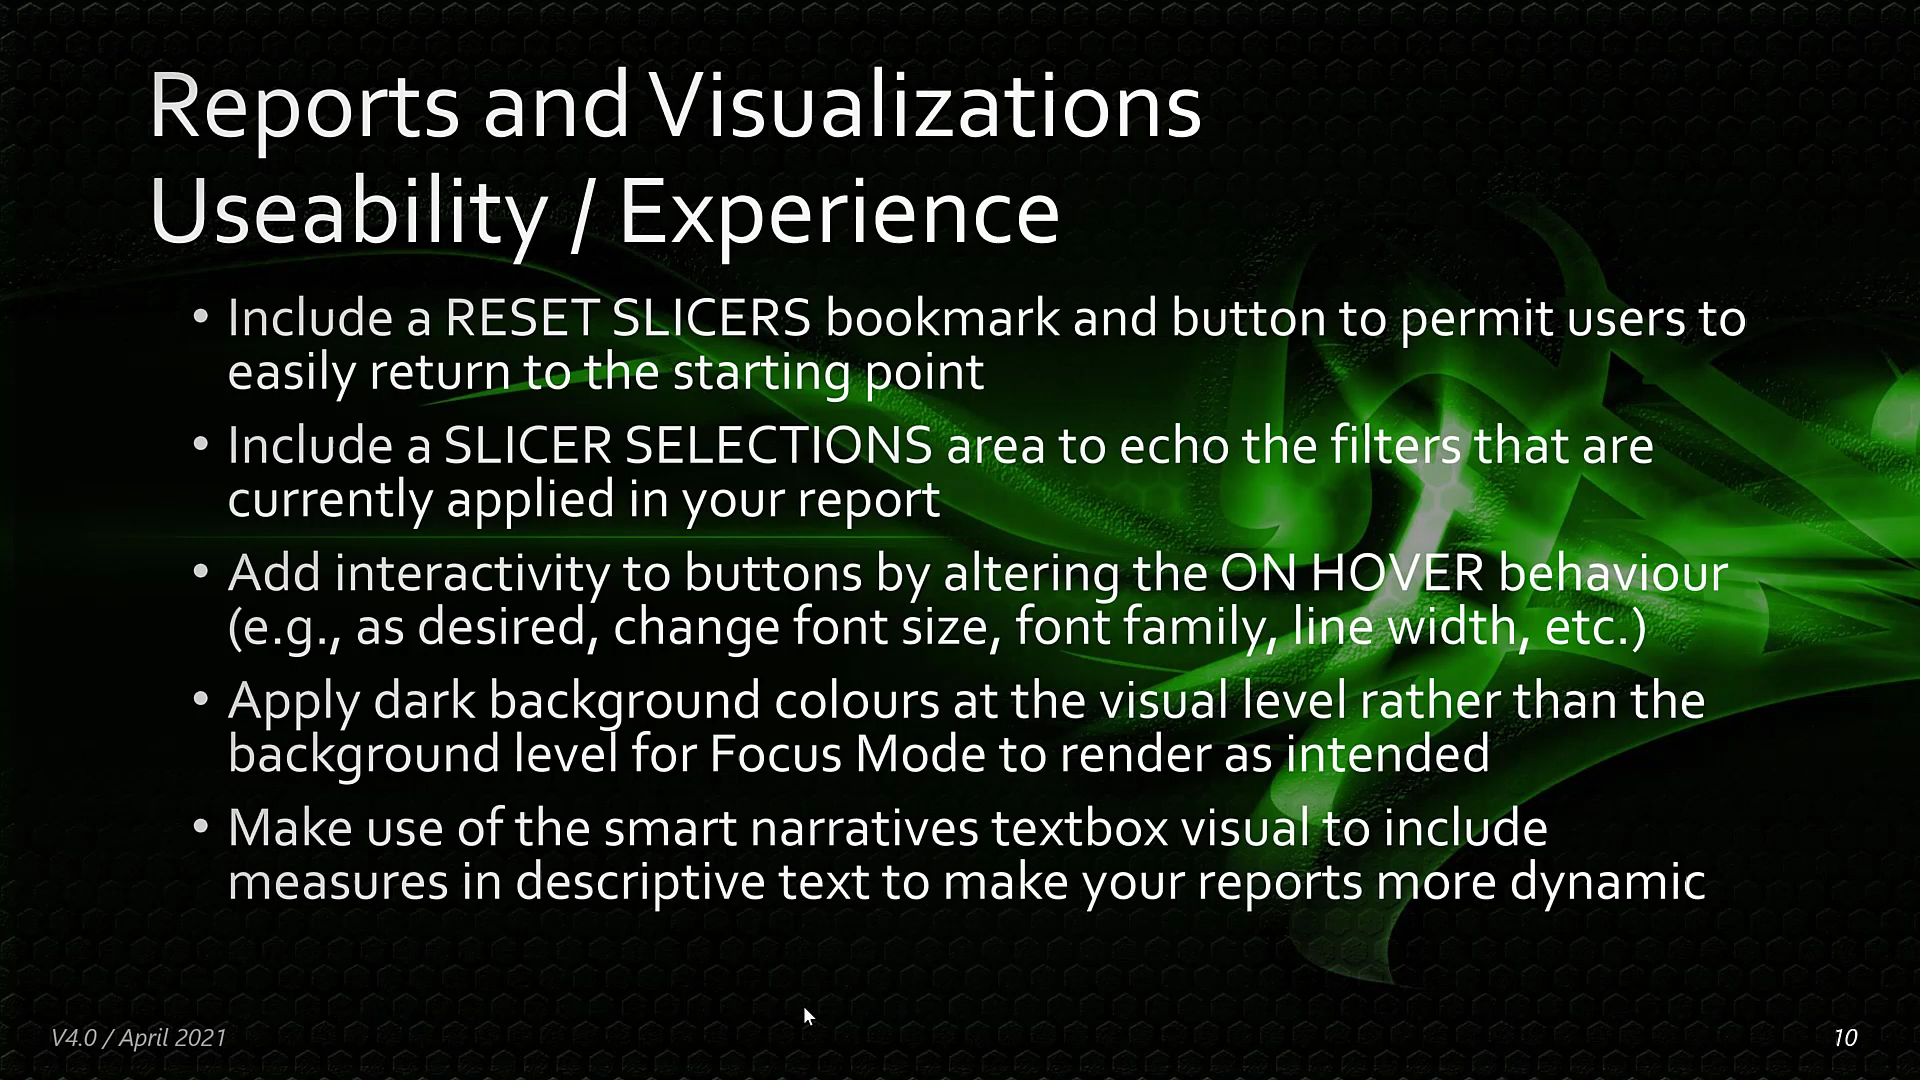 Reports and Visualizations
Useability / Experience
• Include a RESET SLICERS bookmark and button to permit users to
easily return to the starting point
• Include a SLICER SELECTIONS area to echo the filters that are
currently applied in your report
• Add interactivity to buttons by altering the ON HOVER behaviour
(e.g., as desired, change font size, font family, line width, etc.)
• Apply dark background colours at the visual level rather than the
background level for Focus Mode to render as intended
• Make use of the smart narratives textbox visual to include
measures in descriptive text to make your reports more dynamic
V4.0 / April 2021
10